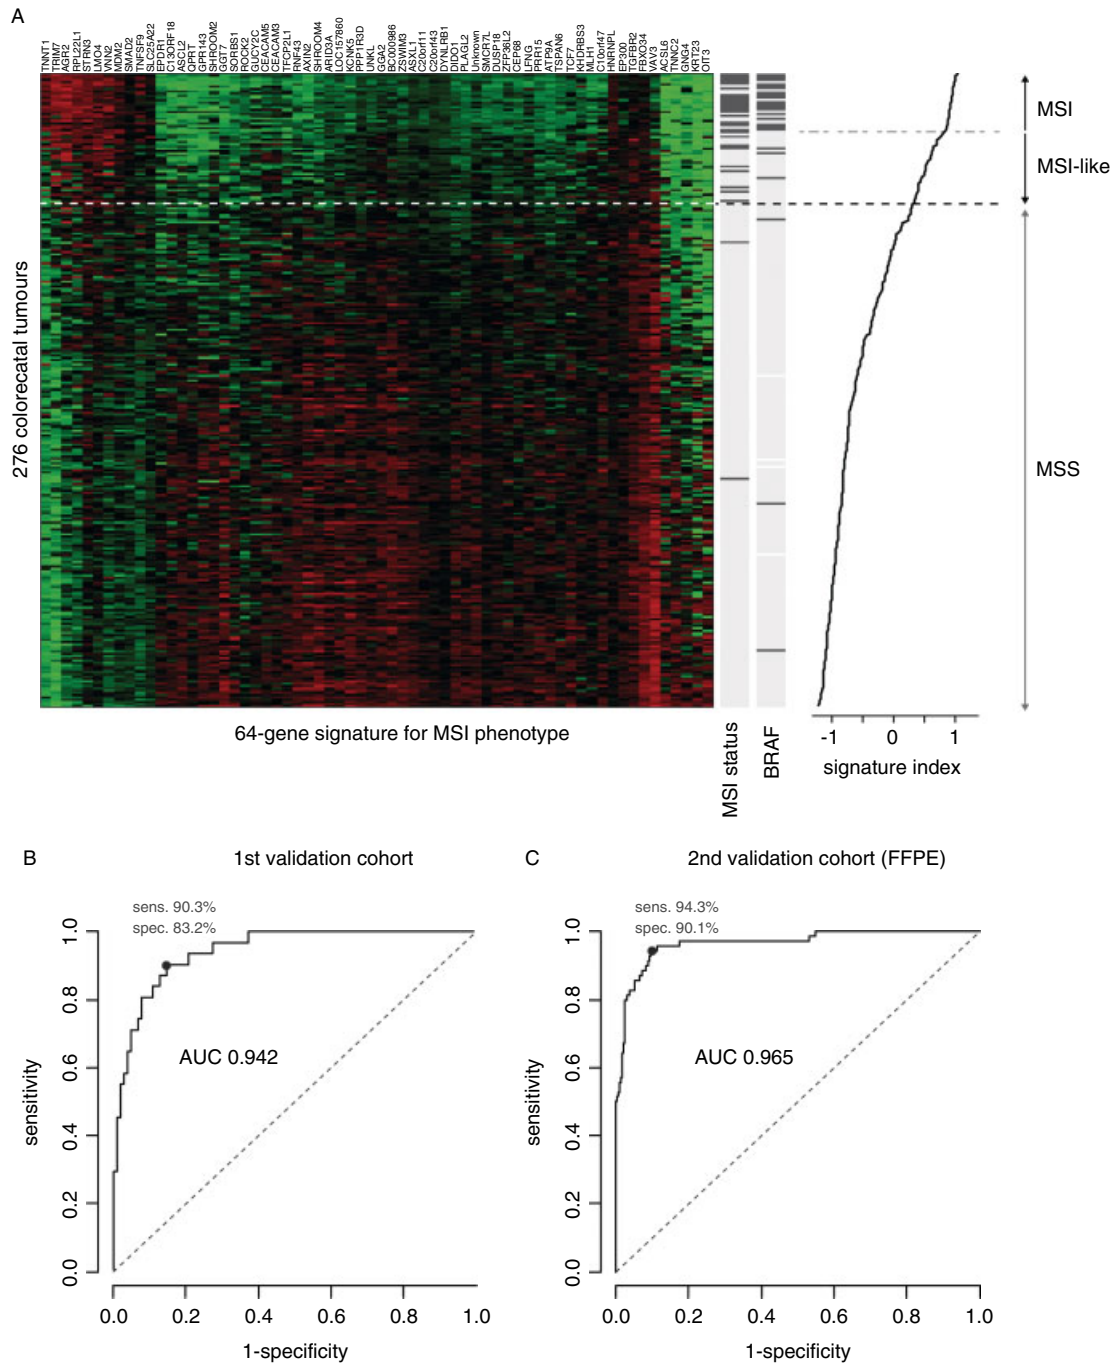 A
TNNT1
TRIM7
AGR2
RPL22L1
STRN3
LMO4
VNN2
MDM2
SMAD2
TNFSF9
SLC25A22
EPDR1
C13ORF18
ASCL2
QPRT
GPR143
SHROOM2
GGT7
SORBS1
ROCK2
GUCY2C
CEACAM5
CEACAM3
TFCP2L1
RNF43
AXIN2
SHROOM4
ARID3A
LOC157860
KCNK5
PPP1R3D
UNKL
GGA2
BC000986
ZSWIM3
ASXL1
C20orf11
C20orf43
DYNLRB1
DIDO1
PLAGL2
Unknown
SMCR7L
DUSP18
ZFP36L2
CEP68
LFNG
PRR15
ATP9A
TSPAN6
TCF7
KHDRBS3
MLH1
C10orf47
HNRNPL
EP300
TGFBR2
FBXO34
VAV3
ACSL6
TNNC2
GNG4
KRT23
OIT3
276 colorecatal tumours
MSI
MSI-like
MSS
64-gene signature for MSI phenotype
MSI status
BRAF
-1 0 1
signature index
B 1st validation cohort
sens. 90.3%
spec. 83.2%
AUC 0.942
sensitivity
0.0 0.2 0.4 0.6 0.8 1.0
0.0 0.2 0.4 0.6 0.8 1.0
1-specificity
C 2nd validation cohort (FFPE)
sens. 94.3%
spec. 90.1%
AUC 0.965
sensitivity
0.0 0.2 0.4 0.6 0.8 1.0
0.0 0.2 0.4 0.6 0.8 1.0
1-specificity